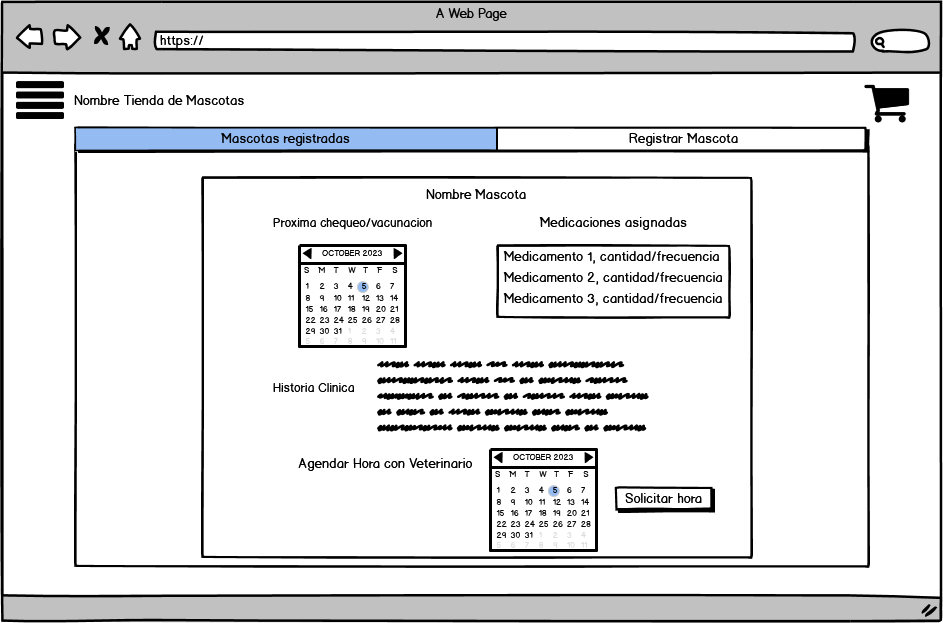 A Web Page
https://
Nombre Tienda de Mascotas
Mascotas registradas
Registrar Mascota
Nombre Mascota
Proxima chequeo/vacunacion
Medicaciones asignadas
OCTOBER 2023
S M T W T F S
1 2 3 4 5 6 7
8 9 10 11 12 13 14
15 16 17 18 19 20 21
22 23 24 25 26 27 28
29 30 31 1 2 3 4
5 6 7 8 9 10 11
Medicamento 1, cantidad/frecuencia
Medicamento 2, cantidad/frecuencia
Medicamento 3, cantidad/frecuencia
Historia Clinica
Agendar Hora con Veterinario
OCTOBER 2023
S M T W T F S
1 2 3 4 5 6 7
8 9 10 11 12 13 14
15 16 17 18 19 20 21
22 23 24 25 26 27 28
29 30 31 1 2 3 4
5 6 7 8 9 10 11
Solicitar hora